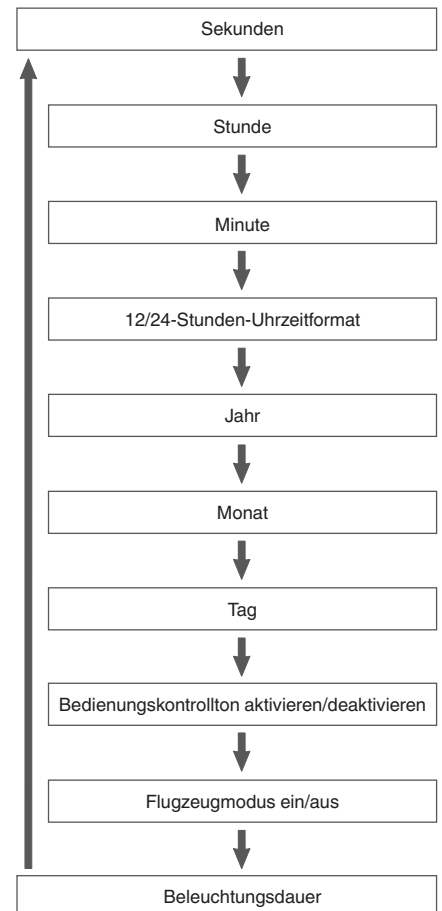 Sekunden
Stunde
Minute
12/24-Stunden-Uhrzeitformat
Jahr
Monat
Tag
Bedienungskontrollton aktivieren/deaktivieren
Flugzeugmodus ein/aus
Beleuchtungsdauer